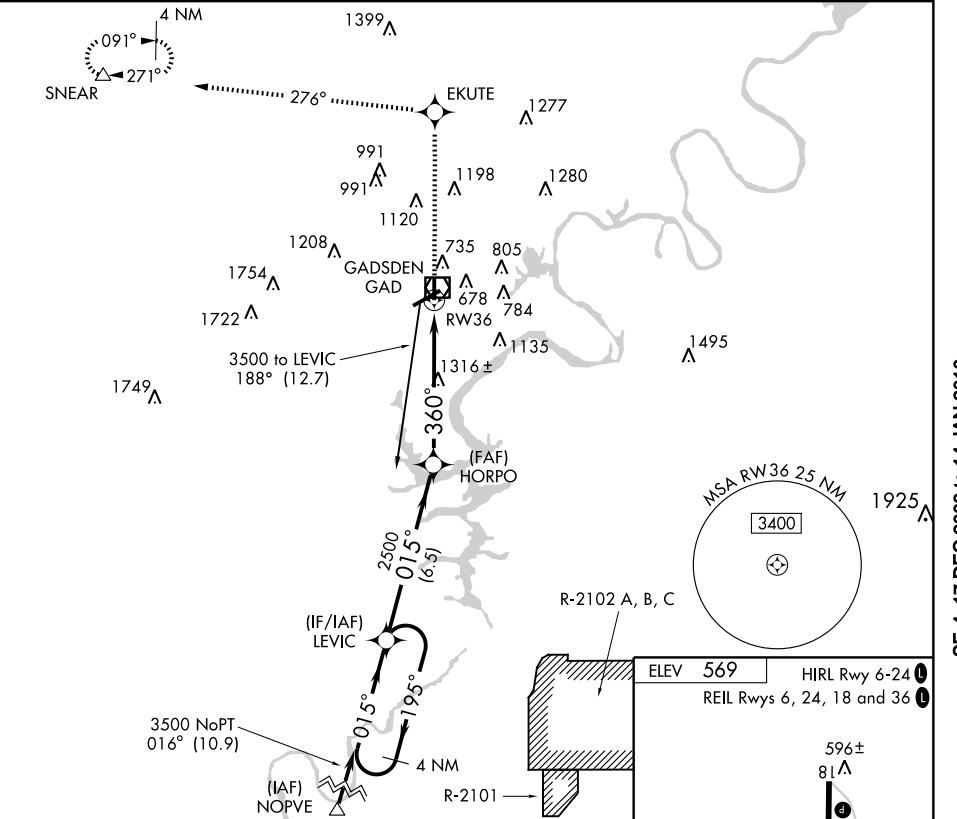 4 NM
091°
271°
SNEAR
1399
276°
EKUTE
1277
991
991
1198
1280
1120
1208
735
805
GADSDEN
GAD
1754
678
784
1722
RW36
1135
1495
3500 to LEVIC
188° (12.7)
1316 ±
1749
360°
(FAF)
HORPO
MSA RW36 25 NM
3400
1925
2500
015°
(6.5)
R-2102 A, B, C
(IF/IAF)
LEVIC
ELEV 569
HIRL Rwy 6-24 L
REIL Rwys 6, 24, 18 and 36 L
195°
015°
3500 NoPT
016° (10.9)
4 NM
596±
18
(IAF)
NOPVE
R-2101
P